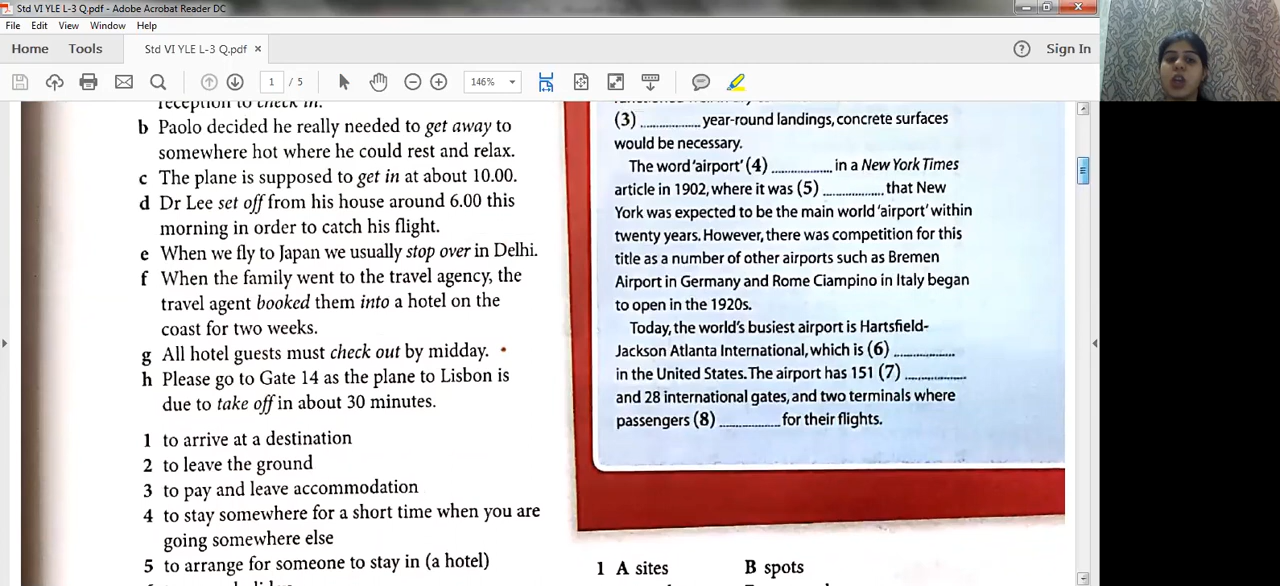 Std VI YLE L-3 Q.pdf - Adobe Acrobat Reader DC
File Edit View Window Help
Home Tools Std VI YLE L-3 Q.pdf × Sign In
1 / 5 146%
reception to check in.
b Paolo decided he really needed to get away to
somewhere hot where he could rest and relax.
c The plane is supposed to get in at about 10.00.
d Dr Lee set off from his house around 6.00 this
morning in order to catch his flight.
e When we fly to Japan we usually stop over in Delhi.
f When the family went to the travel agency, the
travel agent booked them into a hotel on the
coast for two weeks.
g All hotel guests must check out by midday.
h Please go to Gate 14 as the plane to Lisbon is
due to take off in about 30 minutes.
1 to arrive at a destination
2 to leave the ground
3 to pay and leave accommodation
4 to stay somewhere for a short time when you are
going somewhere else
5 to arrange for someone to stay in (a hotel)
(3) .............. year-round landings, concrete surfaces
would be necessary.
The word 'airport' (4) .............. in a New York Times
article in 1902, where it was (5) .............. that New
York was expected to be the main world 'airport' within
twenty years. However, there was competition for this
title as a number of other airports such as Bremen
Airport in Germany and Rome Ciampino in Italy began
to open in the 1920s.
Today, the world's busiest airport is Hartsfield-
Jackson Atlanta International, which is (6) ..............
in the United States. The airport has 151 (7) ..............
and 28 international gates, and two terminals where
passengers (8) .............. for their flights.
1 A sites B spots